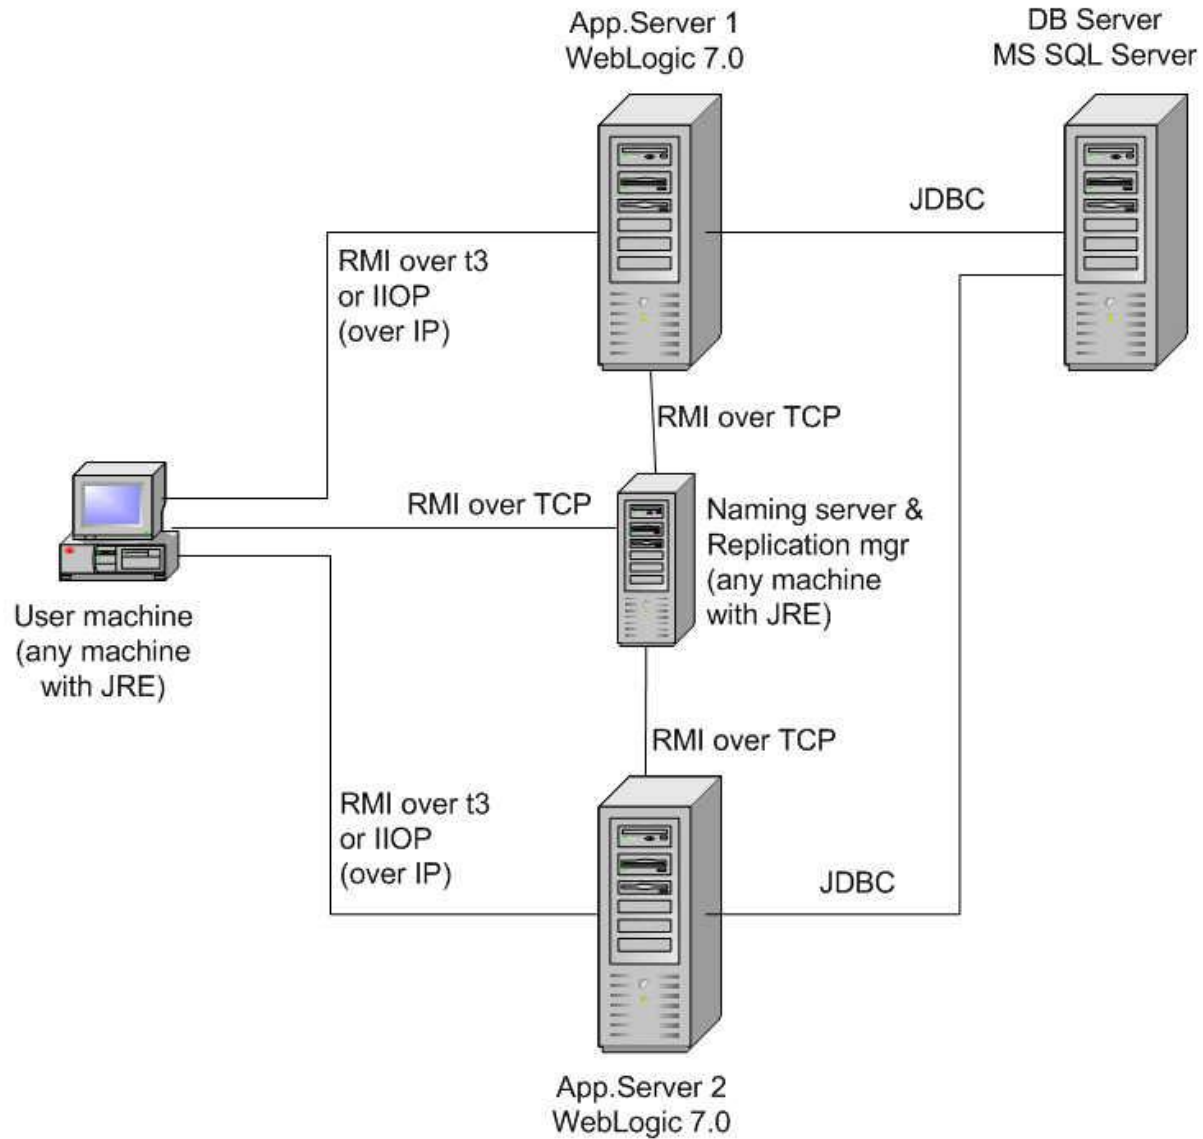 App.Server 1
WebLogic 7.0
DB Server
MS SQL Server
JDBC
RMI over t3
or IIOP
(over IP)
RMI over TCP
RMI over TCP
Naming server &
Replication mgr
(any machine
with JRE)
User machine
(any machine
with JRE)
RMI over TCP
RMI over t3
or IIOP
(over IP)
JDBC
App.Server 2
WebLogic 7.0